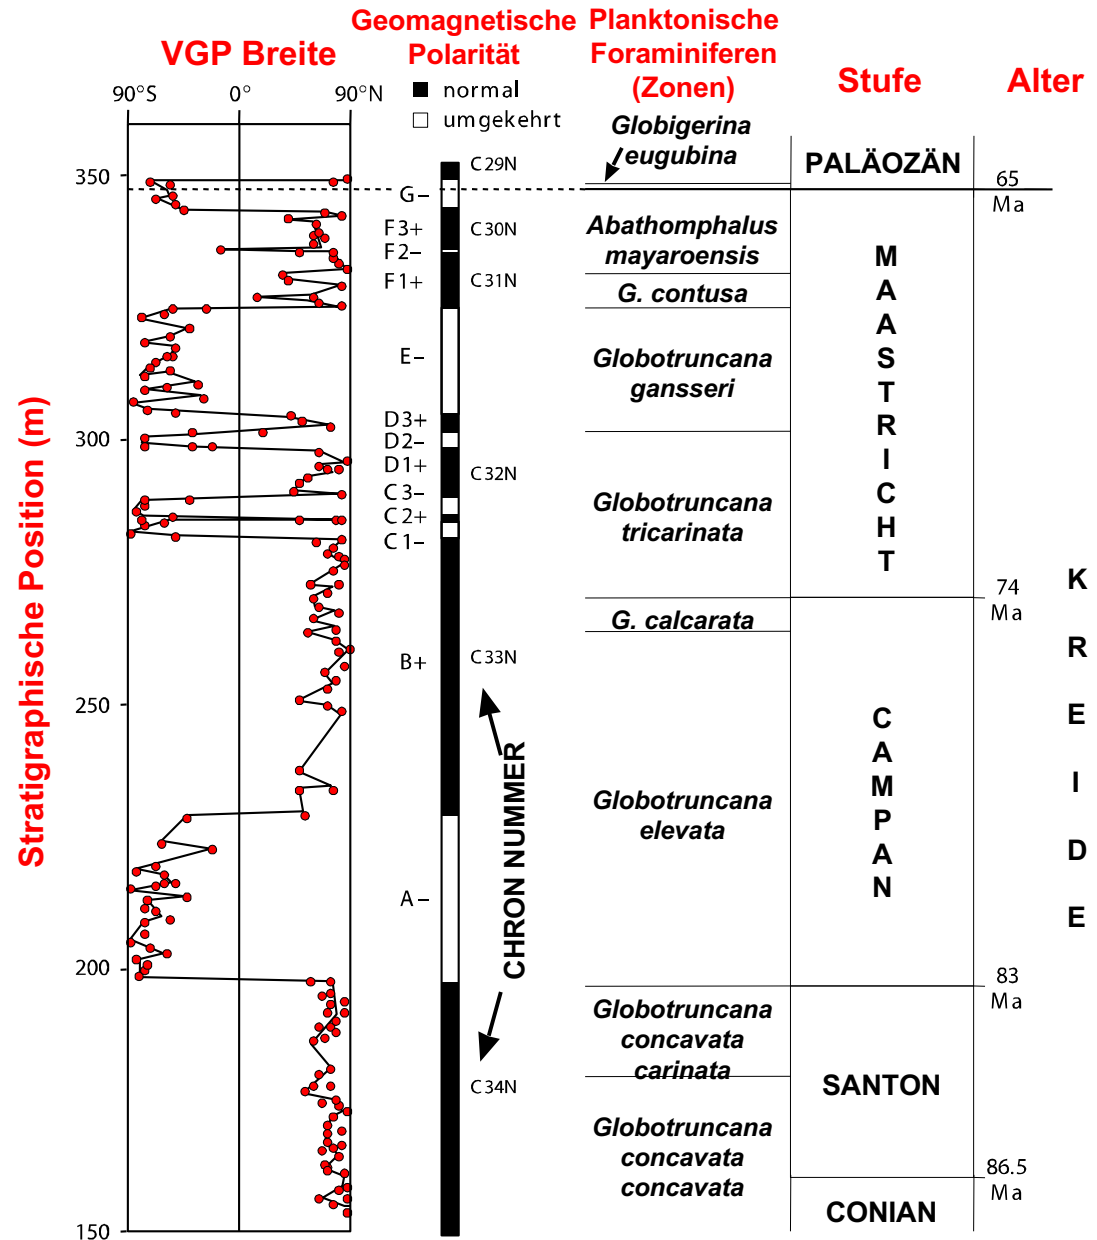 VGP Breite
90°S
0°
90°N
Geomagnetische
Polarität
normal
umgekehrt
Planktonische
Foraminiferen
(Zonen)
Stufe
Alter
Stratigraphische Position (m)
350
300
250
200
150
G–
F3+
F2–
F1+
E–
D3+
D2–
D1+
C3–
C2+
C1–
B+
A–
C29N
C30N
C31N
C32N
C33N
C34N
CHRON NUMMER
Globigerina
eugubina
Abathomphalus
mayaroensis
G. contusa
Globotruncana
gansseri
Globotruncana
tricarinata
G. calcarata
Globotruncana
elevata
Globotruncana
concavata
carinata
Globotruncana
concavata
concavata
PALÄOZÄN
MAASTRICHT
CAMPAN
SANTON
CONIAN
65
Ma
74
Ma
83
Ma
86.5
Ma
KREIDE